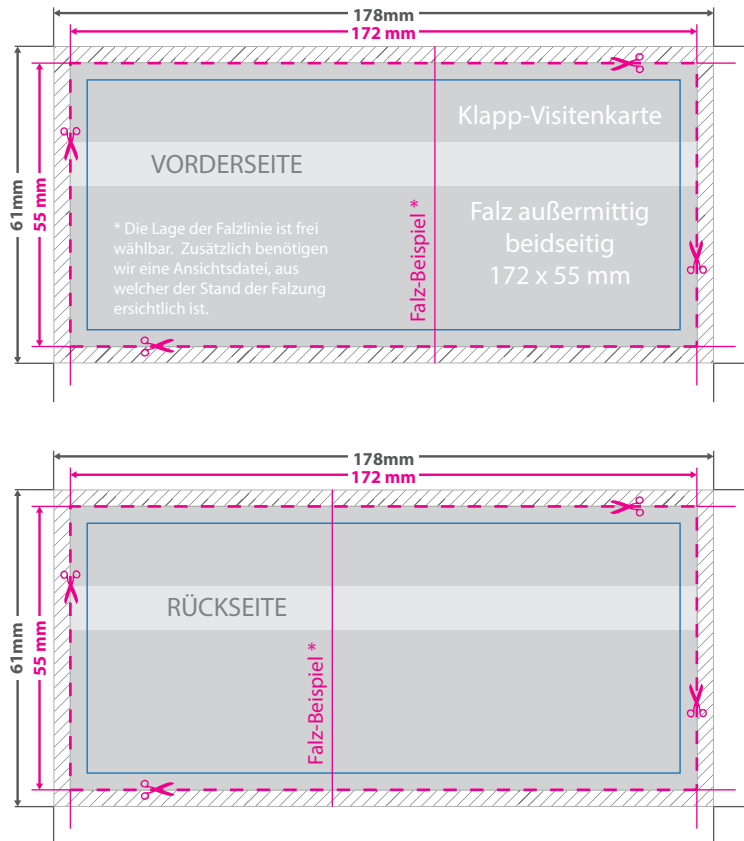 178mm
172 mm
61mm
55 mm
Klapp-Visitenkarte
VORDERSEITE
* Die Lage der Falzlinie ist frei
wählbar.  Zusätzlich benötigen
wir eine Ansichtsdatei, aus
welcher der Stand der Falzung
ersichtlich ist.
Falz-Beispiel *
Falz außermittig
beidseitig
172 x 55 mm
178mm
172 mm
61mm
55 mm
RÜCKSEITE
Falz-Beispiel *